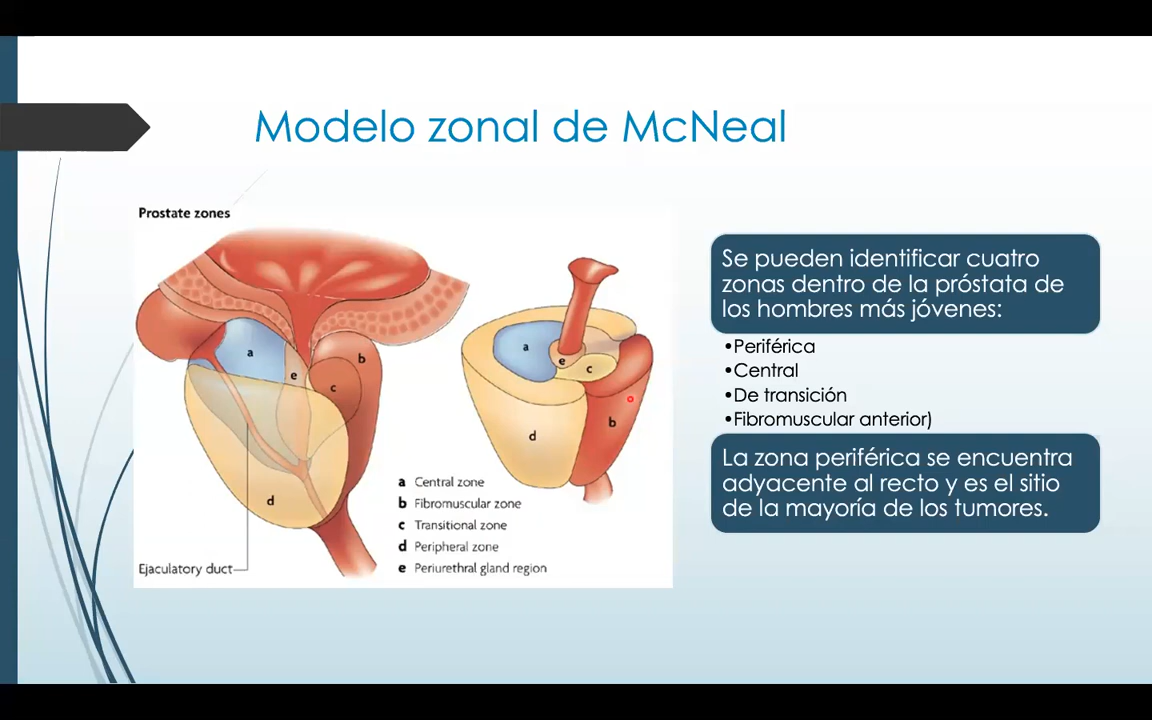 Modelo zonal de McNeal
Prostate zones
a
e
b
c
d
Ejaculatory duct
a
e
c
b
d
a Central zone
b Fibromuscular zone
c Transitional zone
d Peripheral zone
e Periurethral gland region
Se pueden identificar cuatro
zonas dentro de la próstata de
los hombres más jóvenes:
•Periférica
•Central
•De transición
•Fibromuscular anterior)
La zona periférica se encuentra
adyacente al recto y es el sitio
de la mayoría de los tumores.